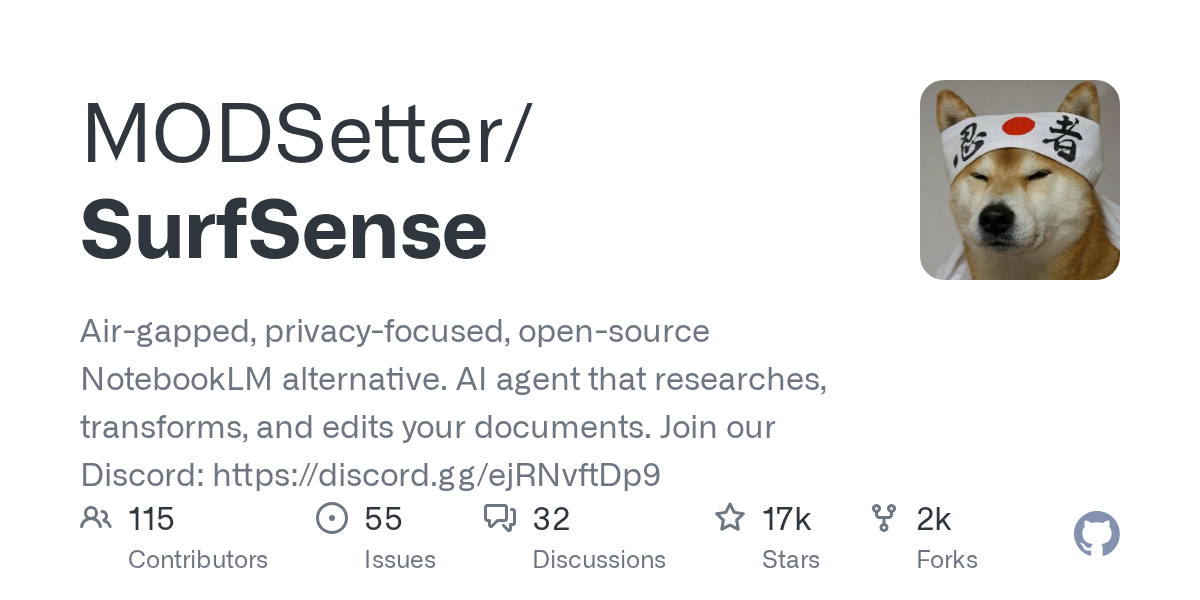 MODSetter/
SurfSense
忍者
Air-gapped, privacy-focused, open-source
NotebookLM alternative. AI agent that researches,
transforms, and edits your documents. Join our
Discord: https://discord.gg/ejRNvftDp9
115 55 32 17k 2k
Contributors Issues Discussions Stars Forks